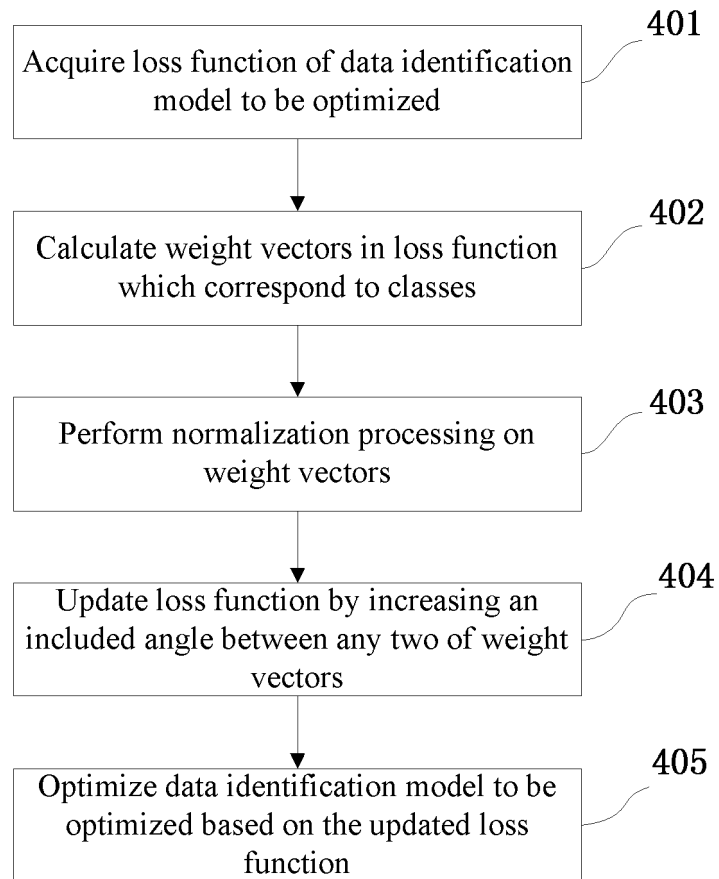 401
Acquire loss function of data identification
model to be optimized
402
Calculate weight vectors in loss function
which correspond to classes
403
Perform normalization processing on
weight vectors
404
Update loss function by increasing an
included angle between any two of weight
vectors
405
Optimize data identification model to be
optimized based on the updated loss
function